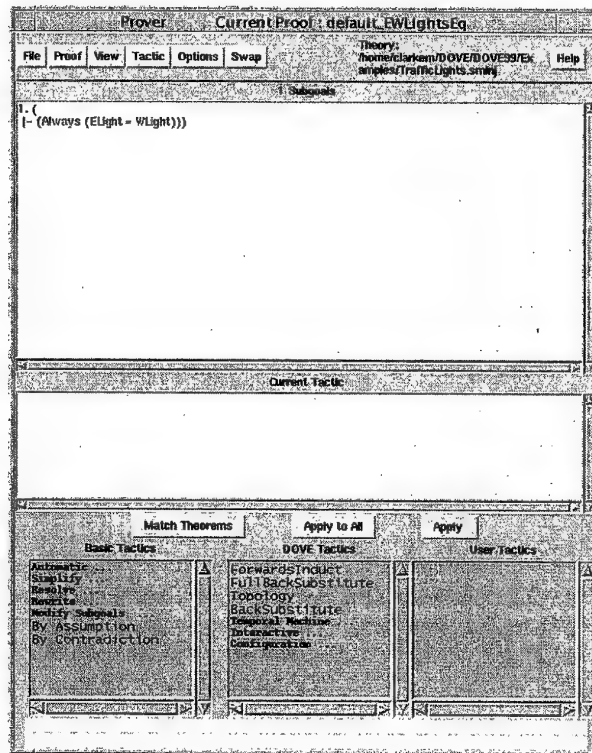 Prover Current Proof : default_EWLightsEq
File Proof View Tactic Options Swap Theory: /home/clarkem/DOVE/DOVE99/Ex amples/TrafficLights.sminj Help
1 Subgoals
1. (
|- (Always (ELight = WLight)))
Current Tactic
Match Theorems Apply to All Apply
Basic Tactics DOVE Tactics User Tactics
Automatic ...
Simplify ...
Resolve ...
Rewrite ...
Modify Subgoals ...
By Assumption
By Contradiction
ForwardsInduct
FullBackSubstitute
Topology
BackSubstitute
Temporal Machine ...
Interactive ...
Configuration ...